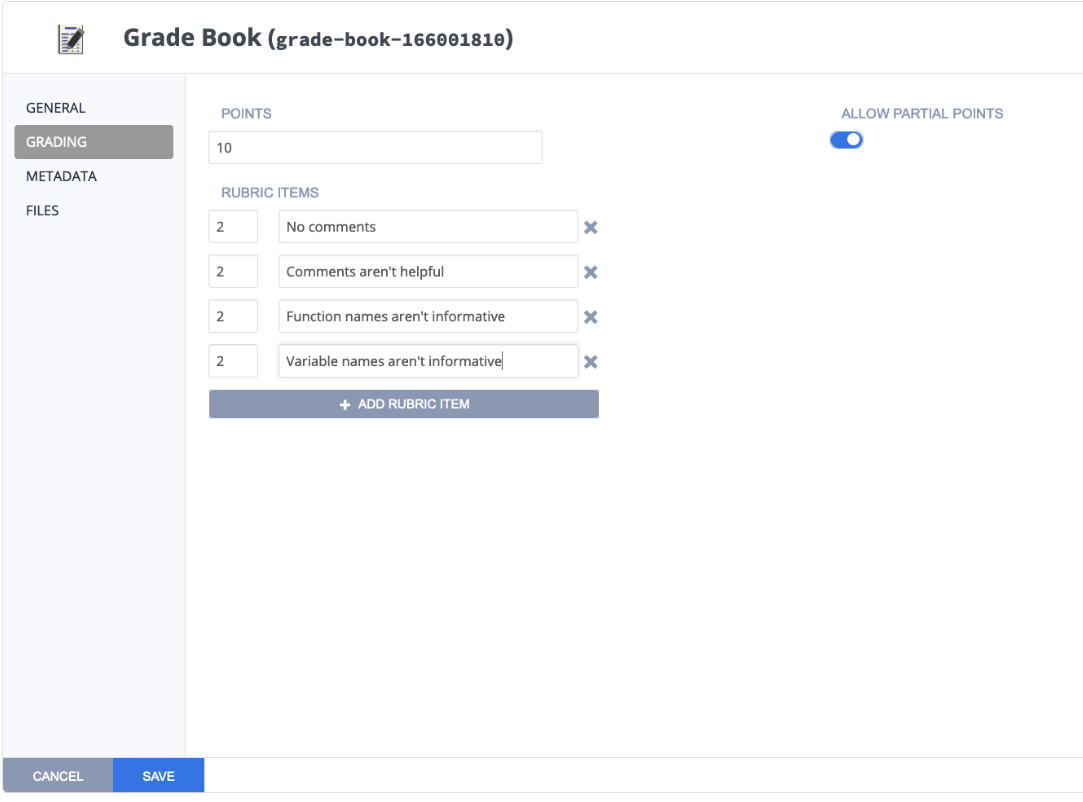 Grade Book (grade-book-166001810)
GENERAL
GRADING
METADATA
FILES
POINTS
10
ALLOW PARTIAL POINTS
RUBRIC ITEMS
2 No comments
2 Comments aren't helpful
2 Function names aren't informative
2 Variable names aren't informative
+ ADD RUBRIC ITEM
CANCEL
SAVE